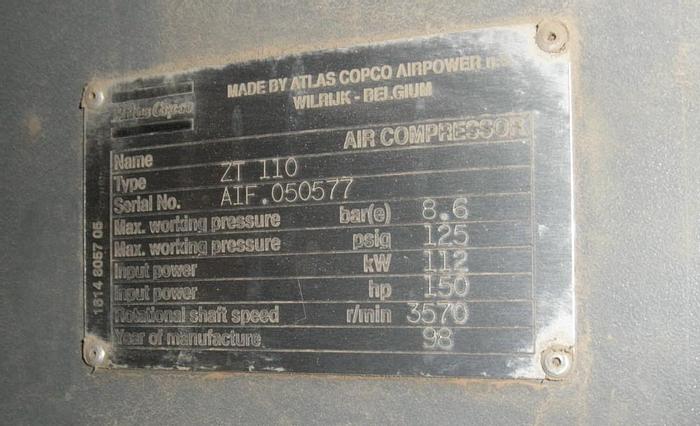 MADE BY ATLAS COPCO AIRPOWER n.
WILRIJK - BELGIUM
Atlas Copco
AIR COMPRESSOR
Name
Type ZT 110
Serial No. AIF.050577
Max. working pressure bar(e) 8.6
Max. working pressure psig 125
Input power kW 112
Input power hp 150
Rotational shaft speed r/min 3570
Year of manufacture 98
1614 8057 05